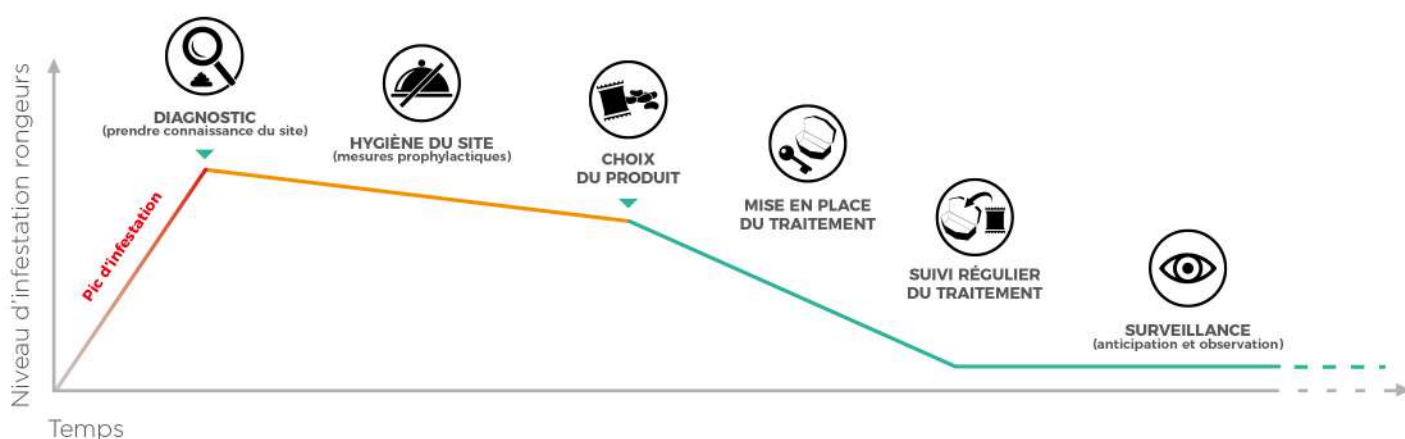 Niveau d'infestation rongeurs
Pic d'infestation
DIAGNOSTIC
(prendre connaissance du site)
HYGIÈNE DU SITE
(mesures prophylactiques)
CHOIX
DU PRODUIT
MISE EN PLACE
DU TRAITEMENT
SUIVI RÉGULIER
DU TRAITEMENT
SURVEILLANCE
(anticipation et observation)
Temps